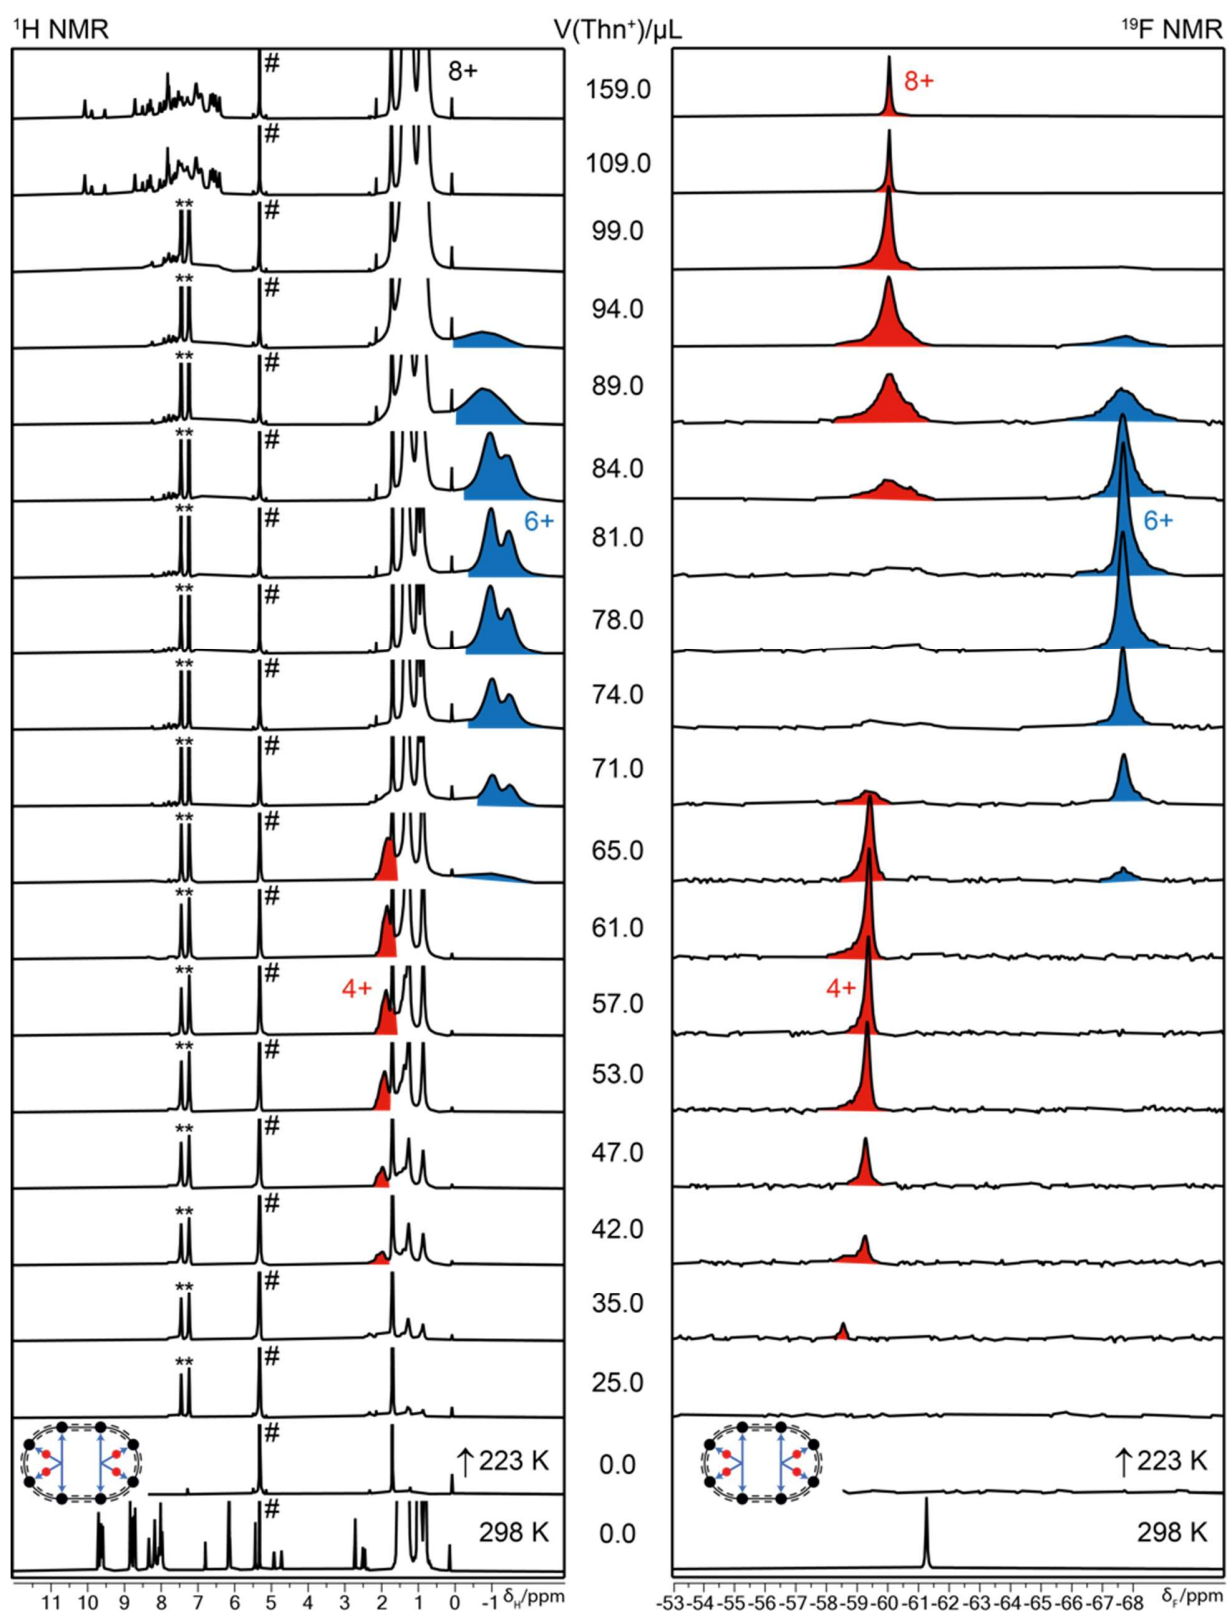 ¹H NMR V(Thn⁺)/µL ¹⁹F NMR
# 8+ 159.0 8+
# 109.0
** # 99.0
** # 94.0
** # 89.0
** # 84.0
** # 6+ 81.0 6+
** # 78.0
** # 74.0
** # 71.0
** # 65.0
** # 61.0
** # 4+ 57.0 4+
** # 53.0
** # 47.0
** # 42.0
** # 35.0
** # 25.0
# ↑ 223 K 0.0 ↑ 223 K
# 298 K 0.0 298 K
11 10 9 8 7 6 5 4 3 2 1 0 -1 δH/ppm -53 -54 -55 -56 -57 -58 -59 -60 -61 -62 -63 -64 -65 -66 -67 -68 δF/ppm